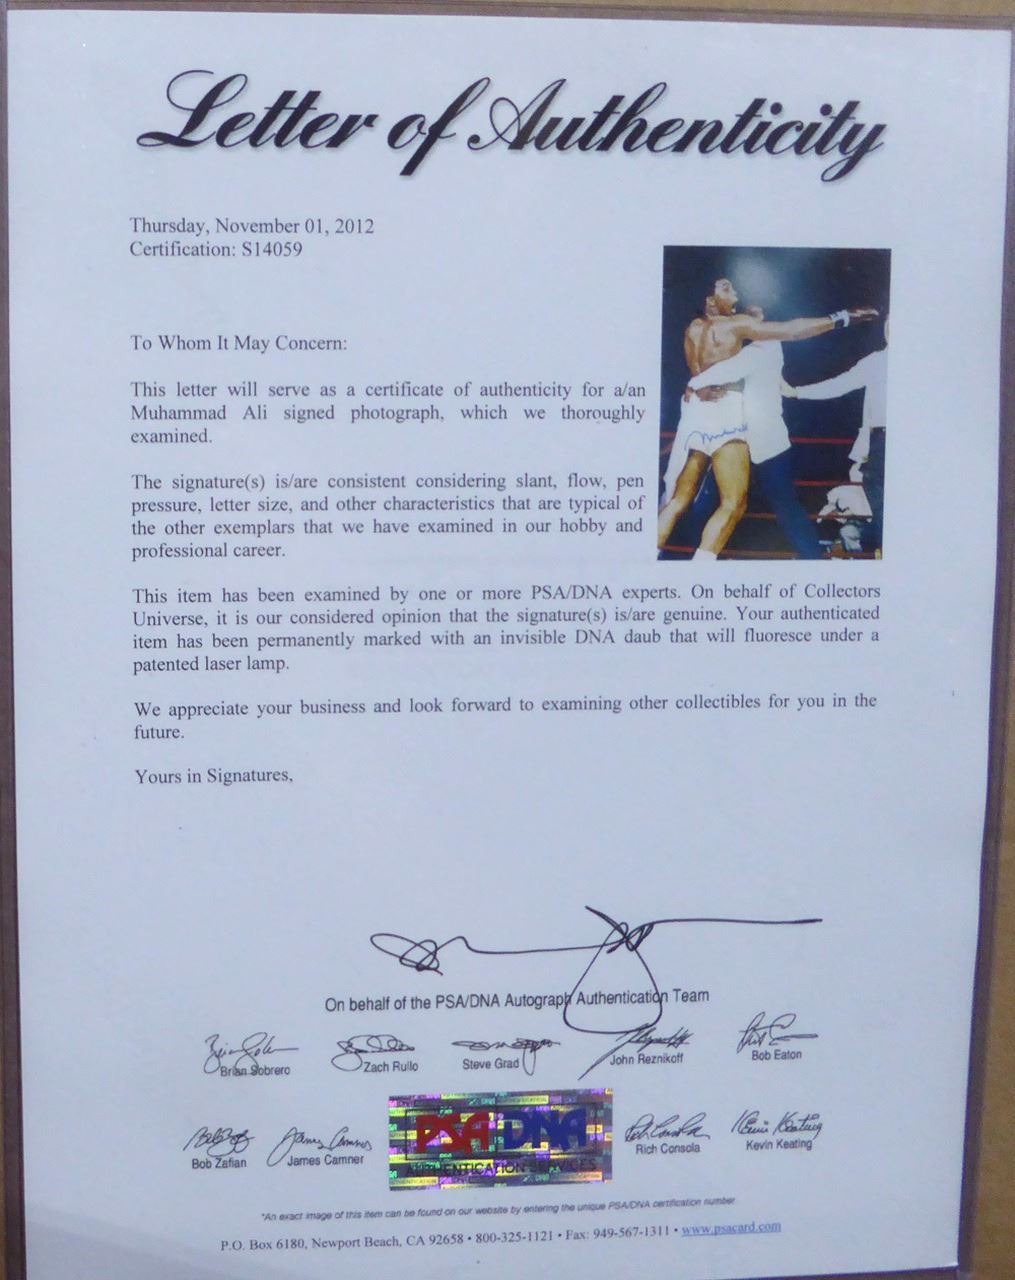 Letter of Authenticity
Thursday, November 01, 2012
Certification: S14059
To Whom It May Concern:
This letter will serve as a certificate of authenticity for a/an
Muhammad Ali signed photograph, which we thoroughly
examined.
The signature(s) is/are consistent considering slant, flow, pen
pressure, letter size, and other characteristics that are typical of
the other exemplars that we have examined in our hobby and
professional career.
This item has been examined by one or more PSA/DNA experts. On behalf of Collectors
Universe, it is our considered opinion that the signature(s) is/are genuine. Your authenticated
item has been permanently marked with an invisible DNA daub that will fluoresce under a
patented laser lamp.
We appreciate your business and look forward to examining other collectibles for you in the
future.
Yours in Signatures,
On behalf of the PSA/DNA Autograph Authentication Team
Brian Sobrero
Zach Rullo
Steve Grad
John Reznikoff
Bob Eaton
Bob Zafian
James Camner
PSA DNA
AUTHENTICATION SERVICES
Rich Consola
Kevin Keating
*An exact image of this item can be found on our website by entering the unique PSA/DNA certification number.
P.O. Box 6180, Newport Beach, CA 92658 • 800-325-1121 • Fax: 949-567-1311 • www.psacard.com